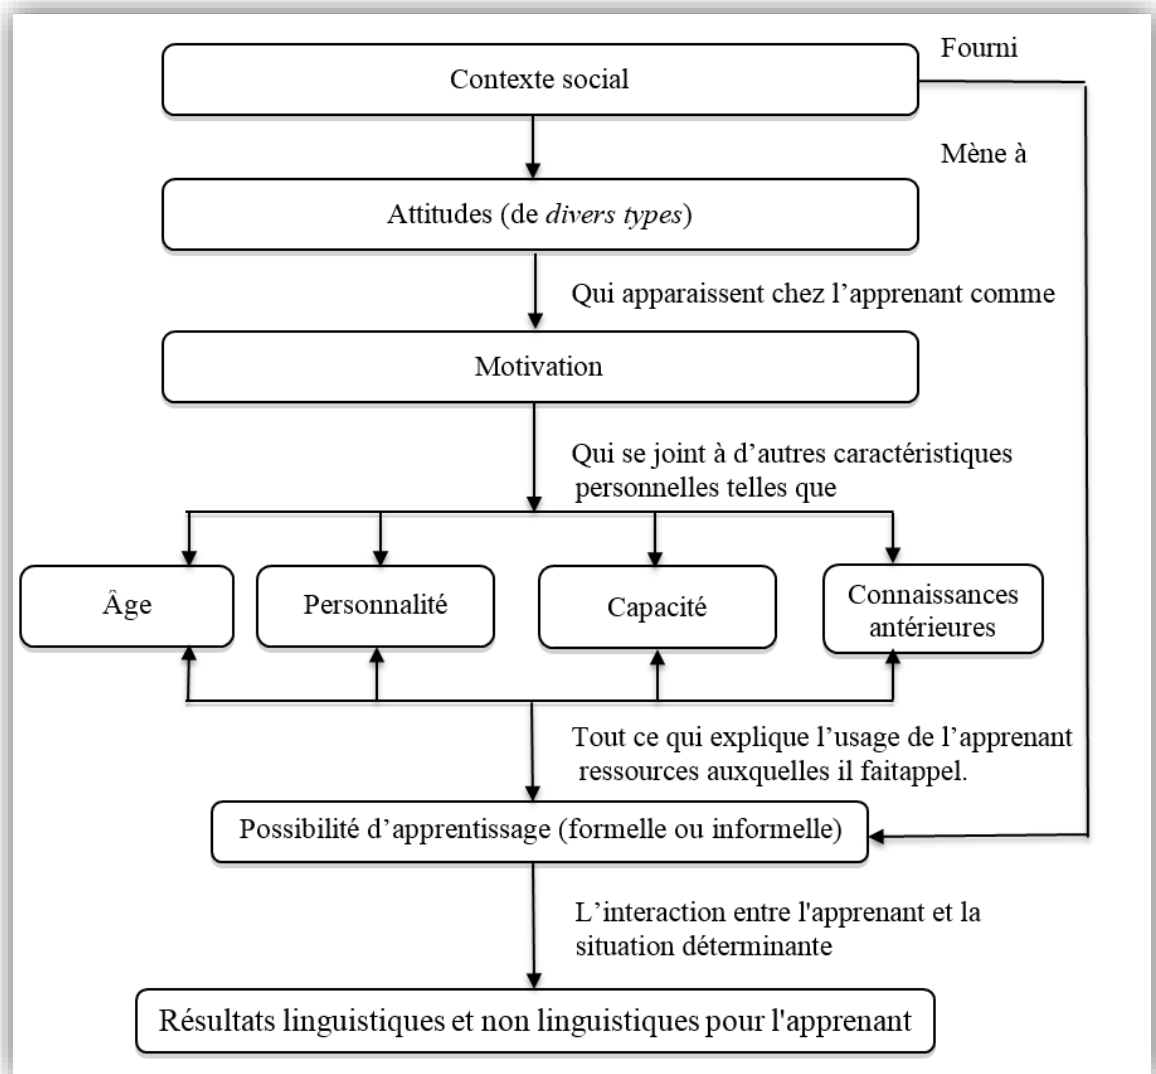 Fourni
Contexte social
Mène à
Attitudes (de divers types)
Qui apparaissent chez l’apprenant comme
Motivation
Qui se joint à d’autres caractéristiques
personnelles telles que
Âge
Personnalité
Capacité
Connaissances
antérieures
Tout ce qui explique l’usage de l’apprenant
ressources auxquelles il faitappel.
Possibilité d’apprentissage (formelle ou informelle)
L’interaction entre l'apprenant et la
situation déterminante
Résultats linguistiques et non linguistiques pour l'apprenant